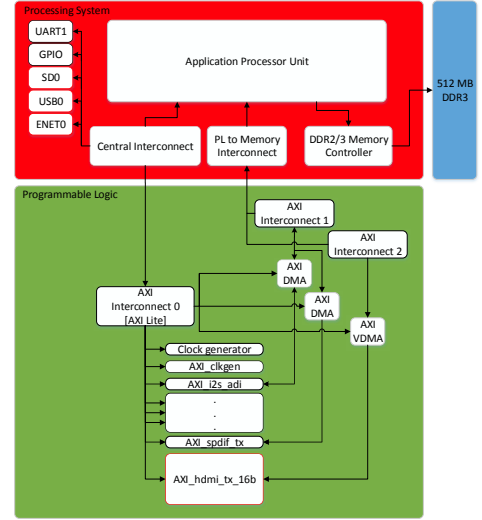 Processing System
UART1
GPIO
SD0
USB0
ENET0
Application Processor Unit
512 MB
DDR3
Central Interconnect
PL to Memory
Interconnect
DDR2/3 Memory
Controller
Programmable Logic
AXI
Interconnect 1
AXI
Interconnect 2
AXI
DMA
AXI
DMA
AXI
Interconnect 0
[AXI Lite]
AXI
VDMA
Clock generator
AXI_clkgen
AXI_i2s_adi
.
.
.
AXI_spdif_tx
AXI_hdmi_tx_16b